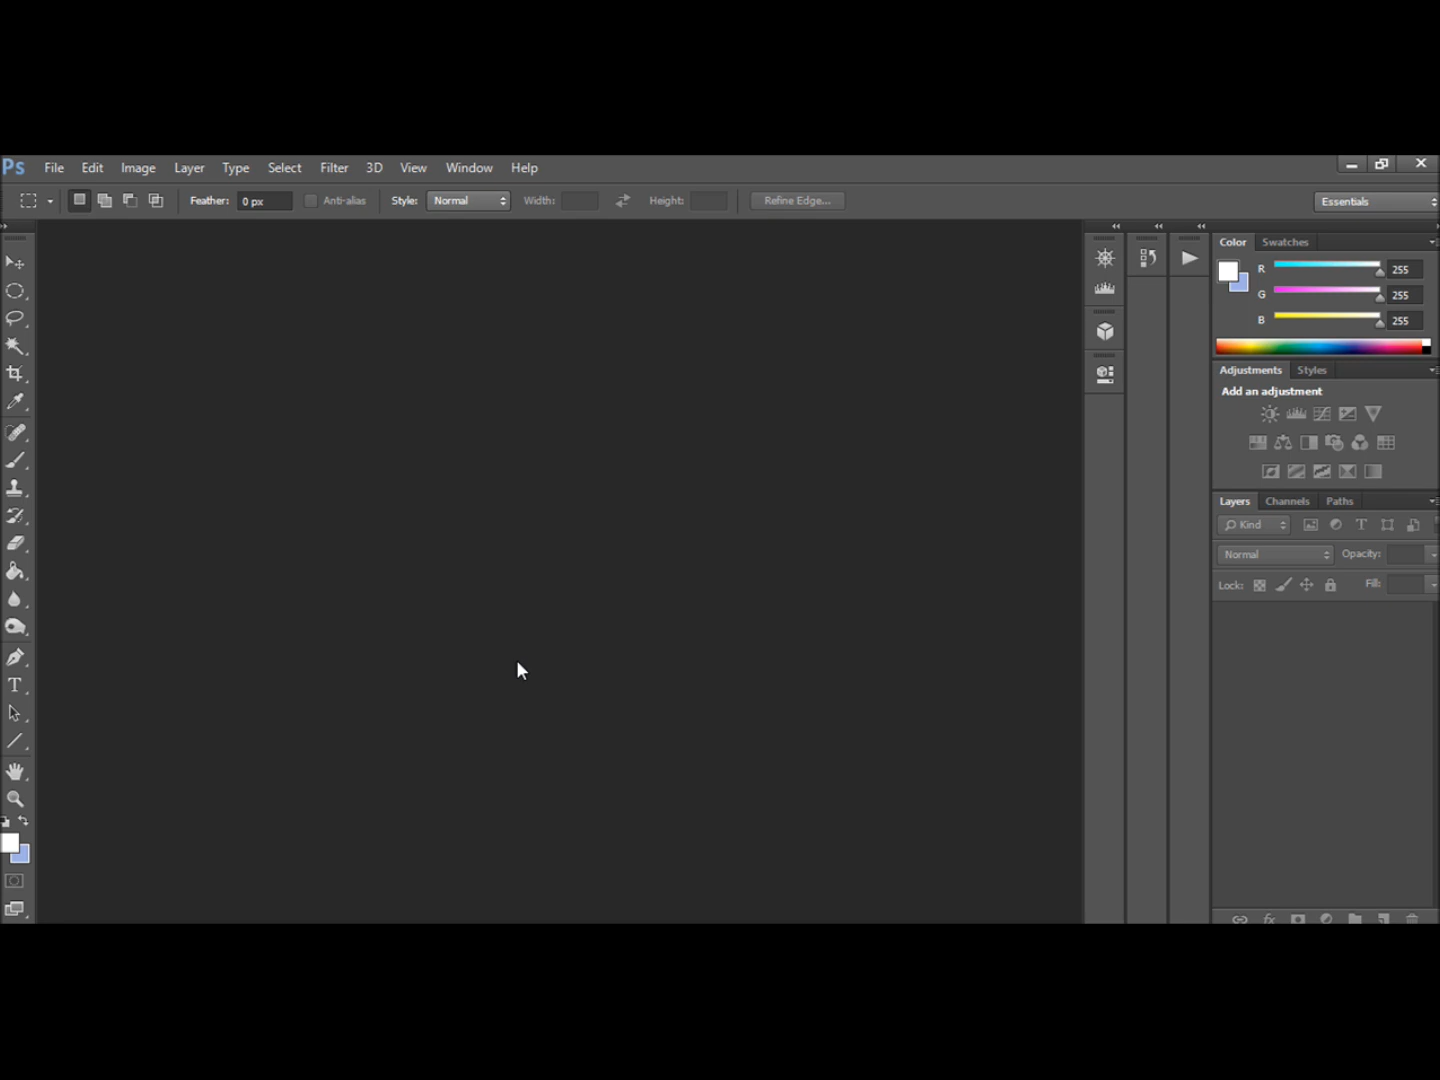 Ps File Edit Image Layer Type Select Filter 3D View Window Help
Feather: 0 px Anti-alias Style: Normal Width: Height: Refine Edge... Essentials
Color Swatches
R 255
G 255
B 255
Adjustments Styles
Add an adjustment
Layers Channels Paths
Kind T
Normal Opacity:
Lock: Fill:
T
fx